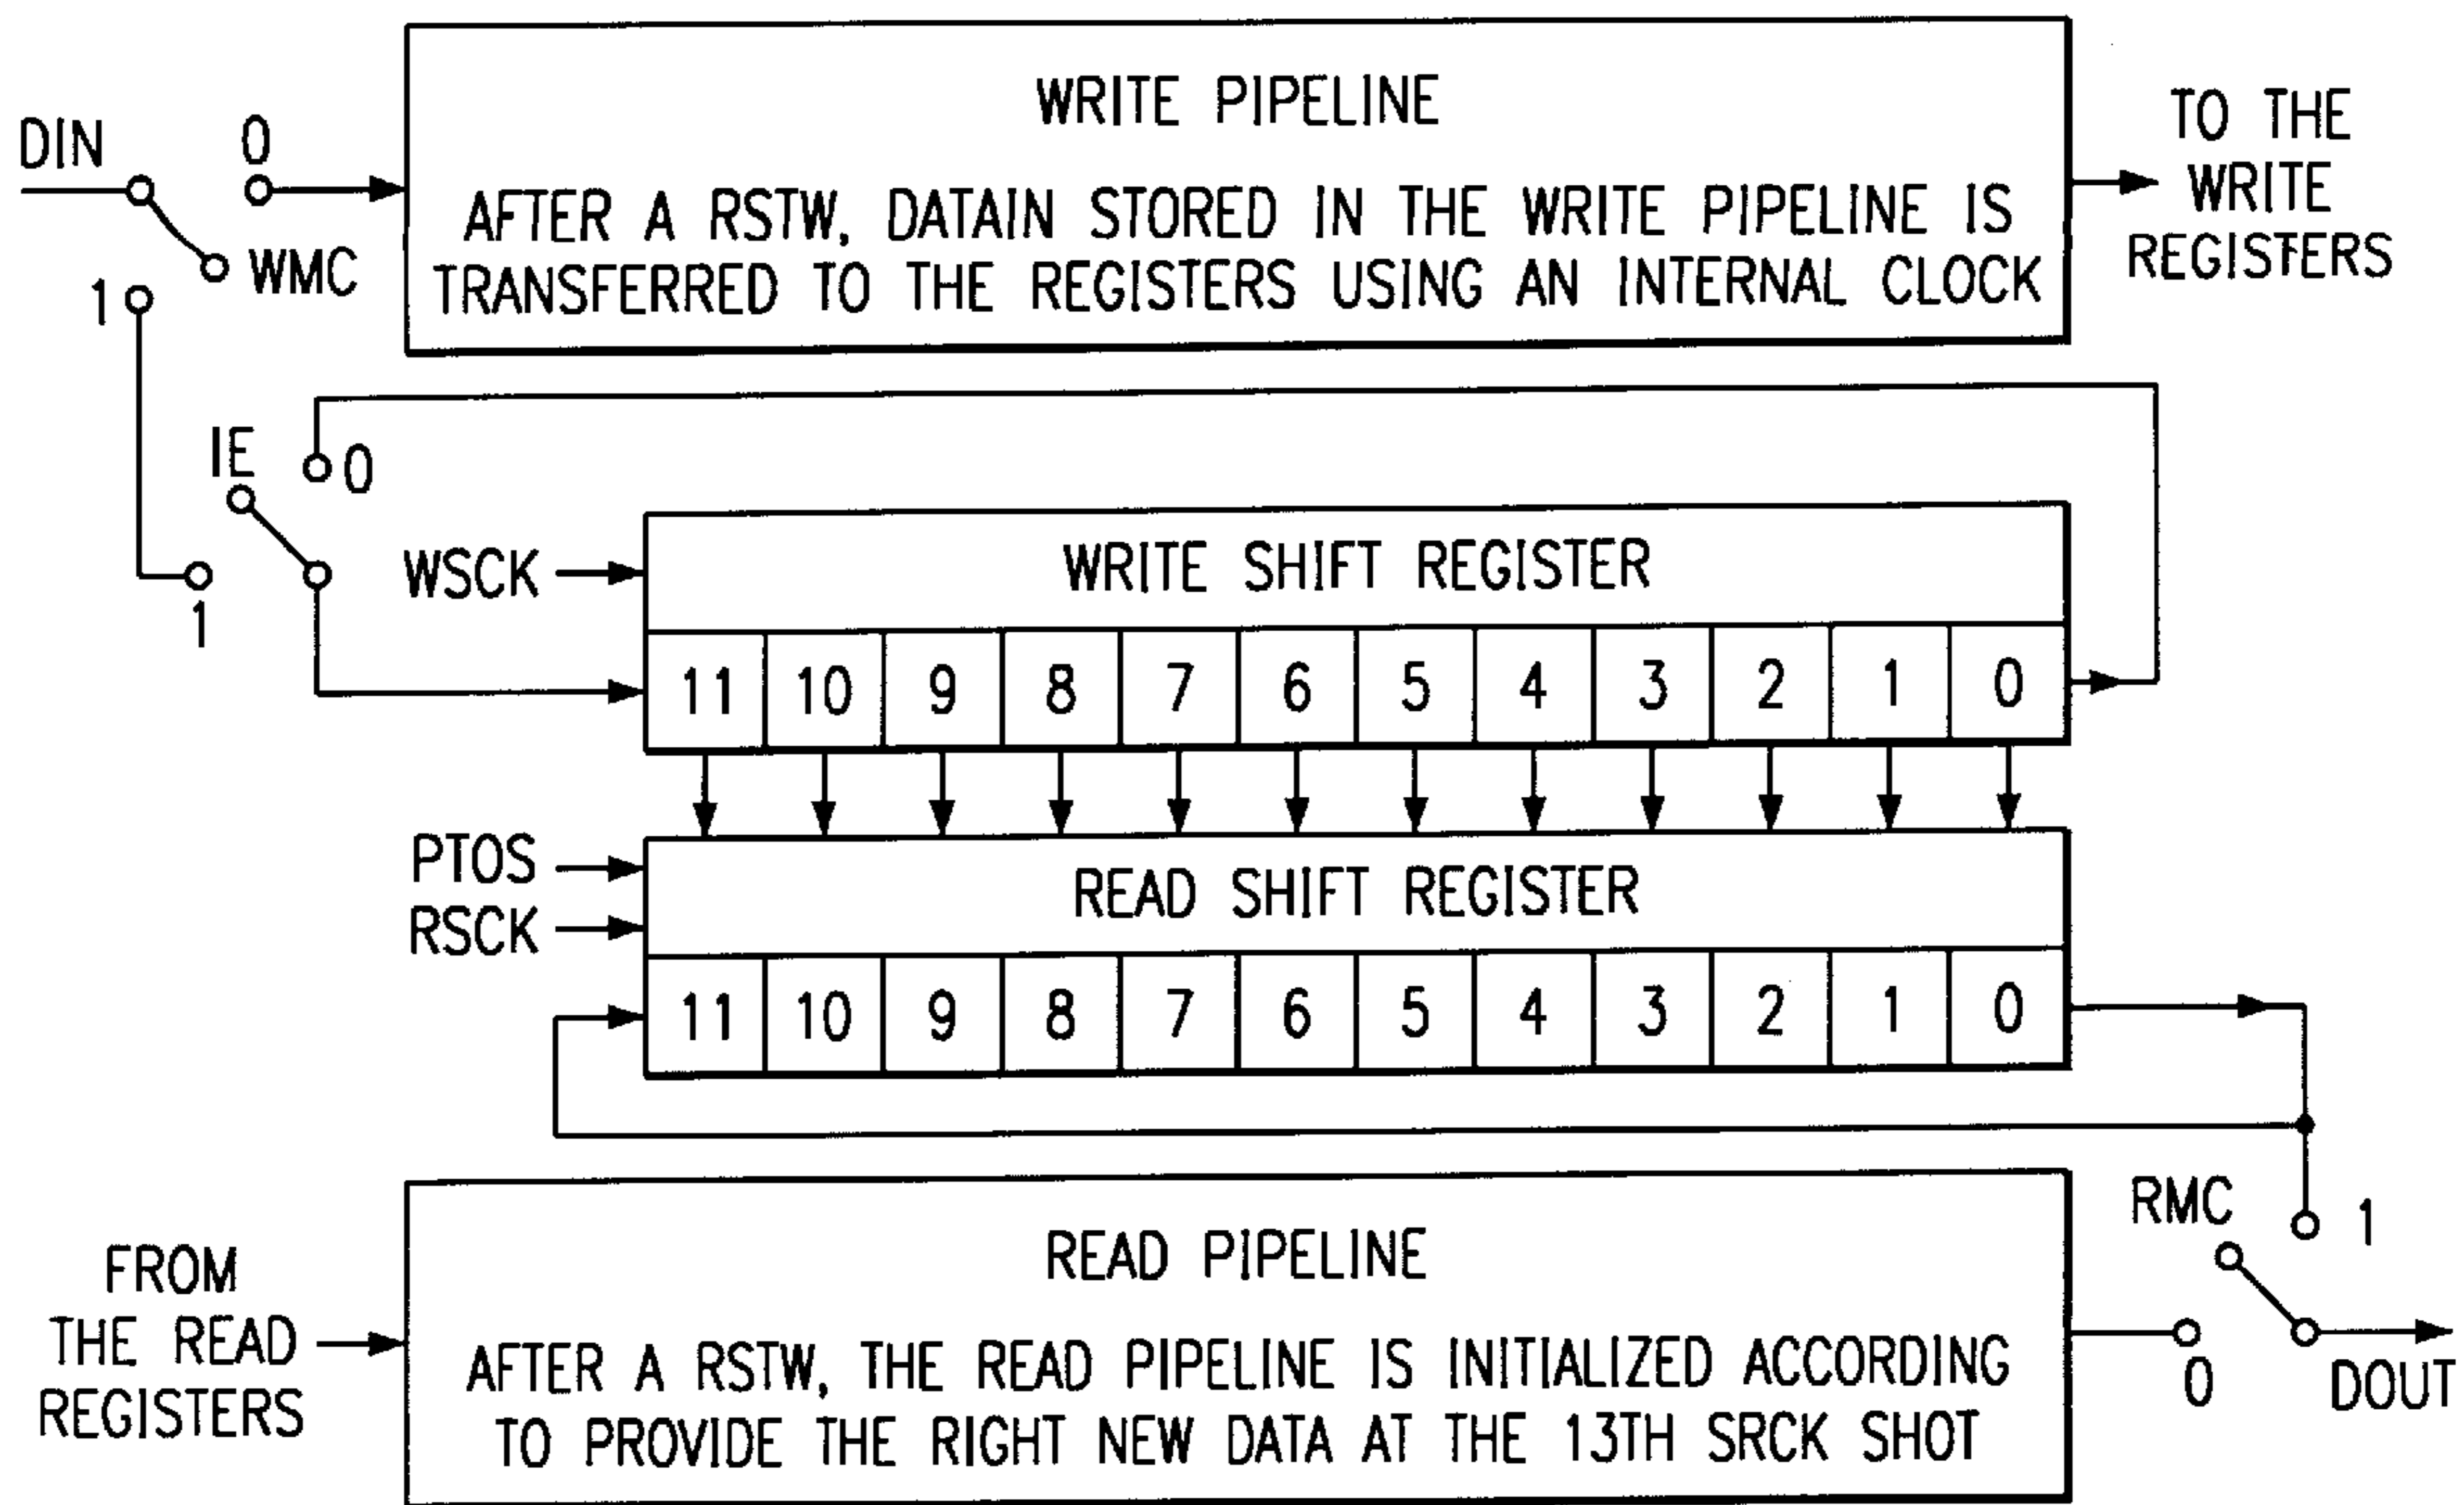 WRITE PIPELINE
AFTER A RSTW, DATAIN STORED IN THE WRITE PIPELINE IS
TRANSFERRED TO THE REGISTERS USING AN INTERNAL CLOCK
DIN
0
WMC
1
TO THE
WRITE
REGISTERS
IE
0
1
WSCK
WRITE SHIFT REGISTER
11 10 9 8 7 6 5 4 3 2 1 0
PTOS
RSCK
READ SHIFT REGISTER
11 10 9 8 7 6 5 4 3 2 1 0
RMC
1
0
DOUT
FROM
THE READ
REGISTERS
READ PIPELINE
AFTER A RSTW, THE READ PIPELINE IS INITIALIZED ACCORDING
TO PROVIDE THE RIGHT NEW DATA AT THE 13TH SRCK SHOT